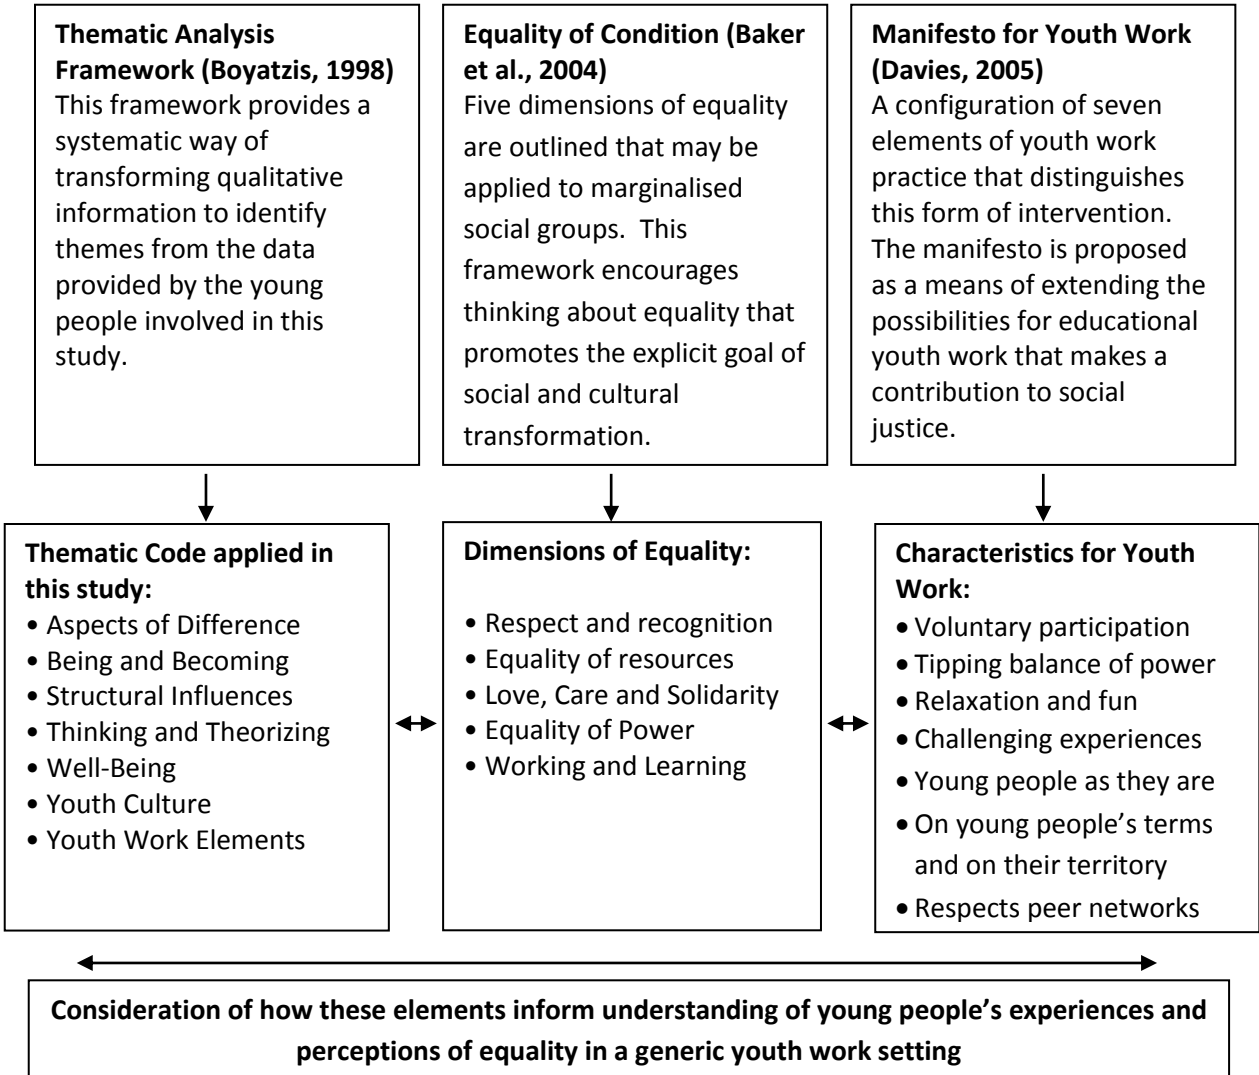 Thematic Analysis
Framework (Boyatzis, 1998)
This framework provides a
systematic way of
transforming qualitative
information to identify
themes from the data
provided by the young
people involved in this
study.
Equality of Condition (Baker
et al., 2004)
Five dimensions of equality
are outlined that may be
applied to marginalised
social groups.  This
framework encourages
thinking about equality that
promotes the explicit goal of
social and cultural
transformation.
Manifesto for Youth Work
(Davies, 2005)
A configuration of seven
elements of youth work
practice that distinguishes
this form of intervention.
The manifesto is proposed
as a means of extending the
possibilities for educational
youth work that makes a
contribution to social
justice.
Thematic Code applied in
this study:
• Aspects of Difference
• Being and Becoming
• Structural Influences
• Thinking and Theorizing
• Well-Being
• Youth Culture
• Youth Work Elements
Dimensions of Equality:
• Respect and recognition
• Equality of resources
• Love, Care and Solidarity
• Equality of Power
• Working and Learning
Characteristics for Youth
Work:
• Voluntary participation
• Tipping balance of power
• Relaxation and fun
• Challenging experiences
• Young people as they are
• On young people’s terms
and on their territory
• Respects peer networks
Consideration of how these elements inform understanding of young people’s experiences and
perceptions of equality in a generic youth work setting